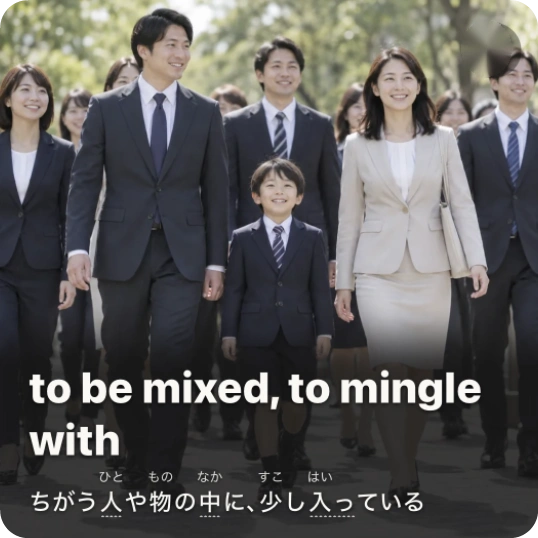 to be mixed, to mingle
with
ひと もの なか すこ はい
ちがう人や物の中に、少し入っている